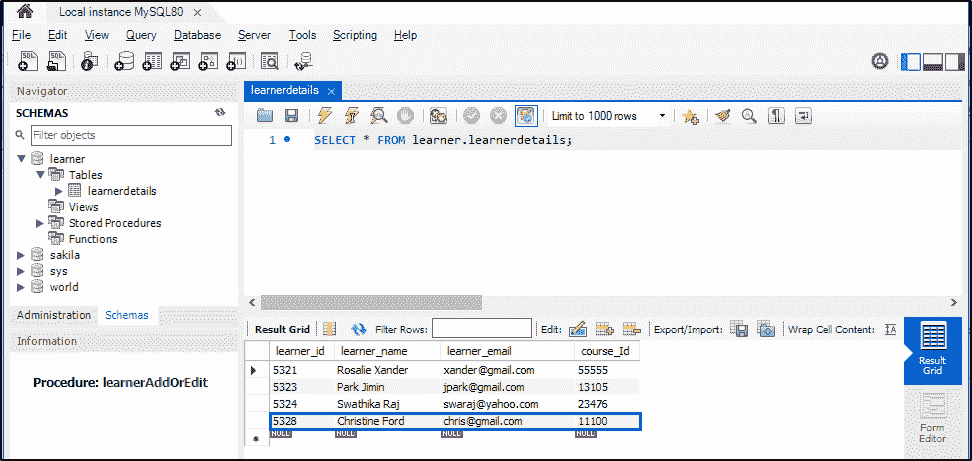 Local instance MySQL80
File Edit View Query Database Server Tools Scripting Help
Navigator
SCHEMAS
Filter objects
learner
Tables
learnerdetails
Views
Stored Procedures
Functions
sakila
sys
world
Administration Schemas
Information
Procedure: learnerAddOrEdit
learnerdetails
Limit to 1000 rows
1 SELECT * FROM learner.learnerdetails;
Result Grid Filter Rows: Edit: Export/Import: Wrap Cell Content:
learner_id learner_name learner_email course_Id
5321 Rosalie Xander xander@gmail.com 55555
5323 Park Jimin jpark@gmail.com 13105
5324 Swathika Raj swaraj@yahoo.com 23476
5328 Christine Ford chris@gmail.com 11100
NULL NULL NULL NULL
Result
Grid
Form
Editor